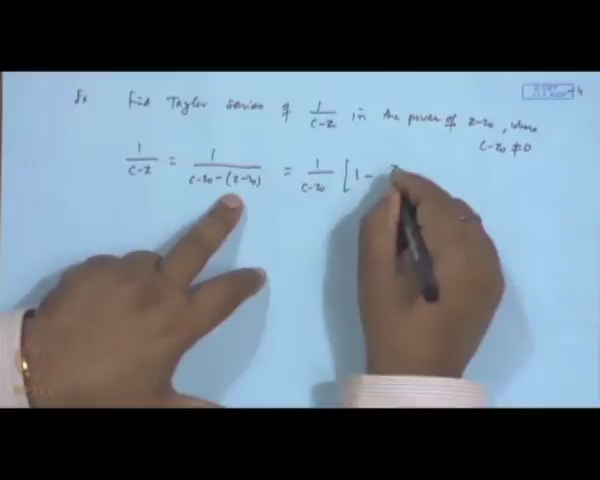 Ex Find Taylor Series of 1/(c-z) in the power of z-z₀, where
c-z₀ ≠ 0
1/(c-z) = 1/(c-z₀-(z-z₀)) = 1/(c-z₀) [1 - z